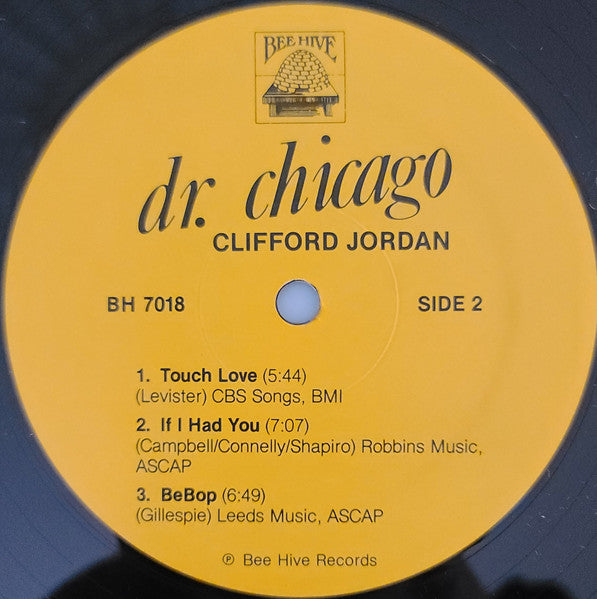 BEE HIVE
dr. chicago
CLIFFORD JORDAN
BH 7018
SIDE 2
1. Touch Love (5:44)
(Levister) CBS Songs, BMI
2. If I Had You (7:07)
(Campbell/Connelly/Shapiro) Robbins Music,
ASCAP
3. BeBop (6:49)
(Gillespie) Leeds Music, ASCAP
℗ Bee Hive Records